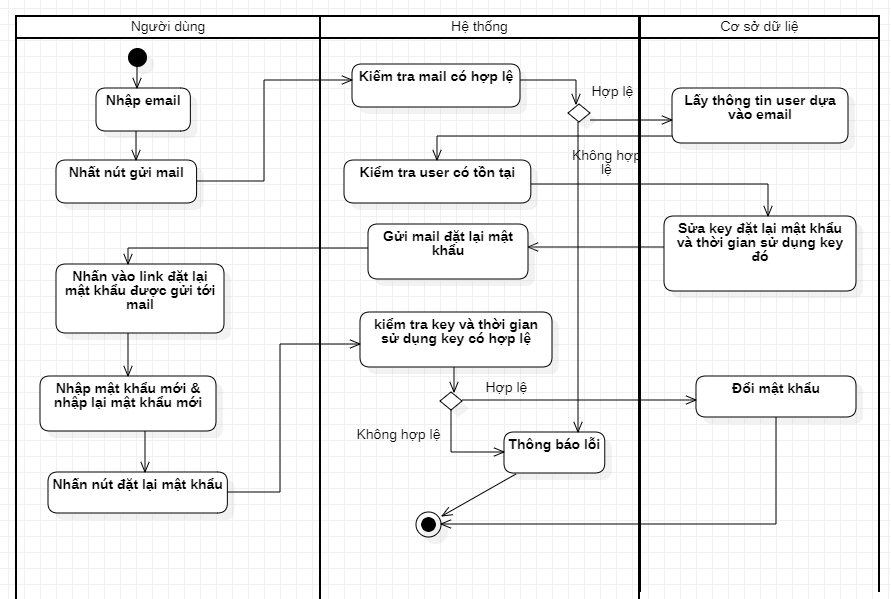 Người dùng
Hệ thống
Cơ sở dữ liệ
Nhập email
Kiểm tra mail có hợp lệ
Hợp lệ
Lấy thông tin user dựa
vào email
Nhất nút gửi mail
Kiểm tra user có tồn tại
Không hợp
lệ
Sửa key đặt lại mật khẩu
và thời gian sử dụng key
đó
Gửi mail đặt lại mật
khẩu
Nhấn vào link đặt lại
mật khẩu được gửi tới
mail
kiểm tra key và thời gian
sử dụng key có hợp lệ
Nhập mật khẩu mới &
nhập lại mật khẩu mới
Hợp lệ
Đổi mật khẩu
Không hợp lệ
Thông báo lỗi
Nhấn nút đặt lại mật khẩu